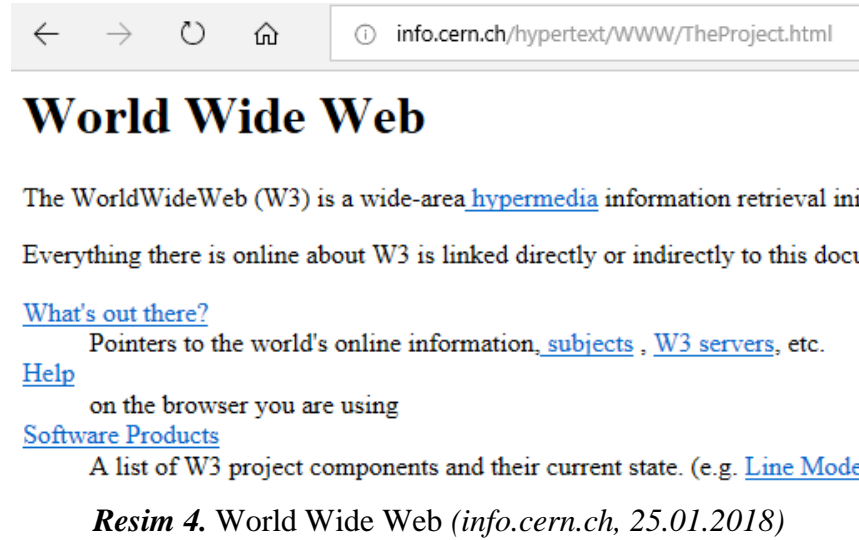 info.cern.ch/hypertext/WWW/TheProject.html
World Wide Web
The WorldWideWeb (W3) is a wide-area hypermedia information retrieval
Everything there is online about W3 is linked directly or indirectly to this
What's out there?
Pointers to the world's online information, subjects , W3 servers, etc.
Help
on the browser you are using
Software Products
A list of W3 project components and their current state. (e.g. Line Mode
Resim 4. World Wide Web (info.cern.ch, 25.01.2018)